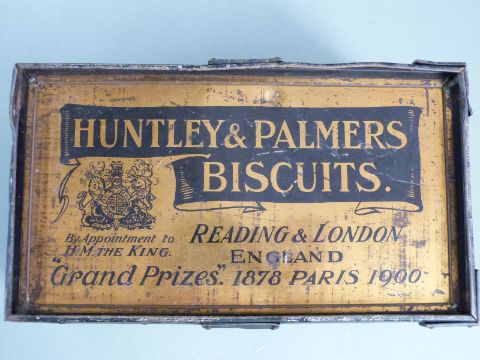 HUNTLEY & PALMERS
BISCUITS.
By Appointment to
H.M. THE KING.
READING & LONDON
ENGLAND
"Grand Prizes". 1878 PARIS 1900